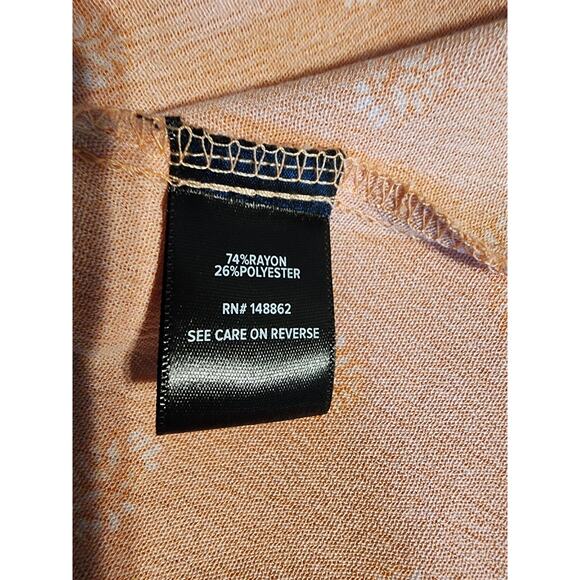 74%RAYON
26%POLYESTER
RN# 148862
SEE CARE ON REVERSE